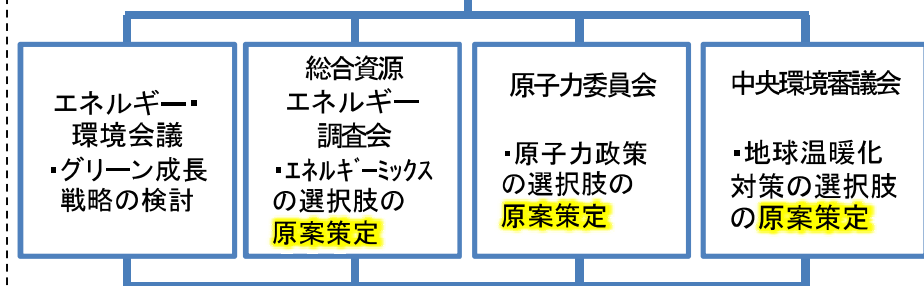 エネルギー・
環境会議
・グリーン成長
戦略の検討
総合資源
エネルギー
調査会
・エネルギーミックス
の選択肢の
原案策定
原子力委員会
・原子力政策
の選択肢の
原案策定
中央環境審議会
・地球温暖化
対策の選択肢
の原案策定